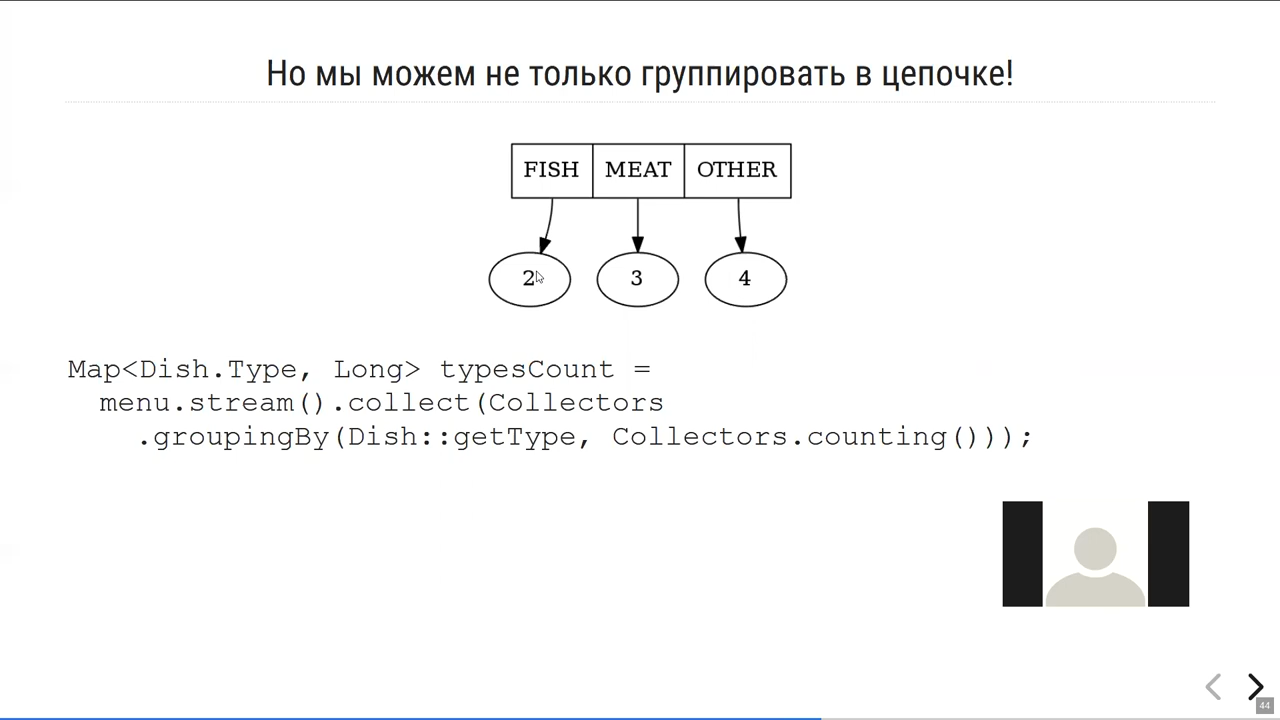 Но мы можем не только группировать в цепочке!
FISH MEAT OTHER
2 3 4
Map<Dish.Type, Long> typesCount =
menu.stream().collect(Collectors
.groupingBy(Dish::getType, Collectors.counting()));
44